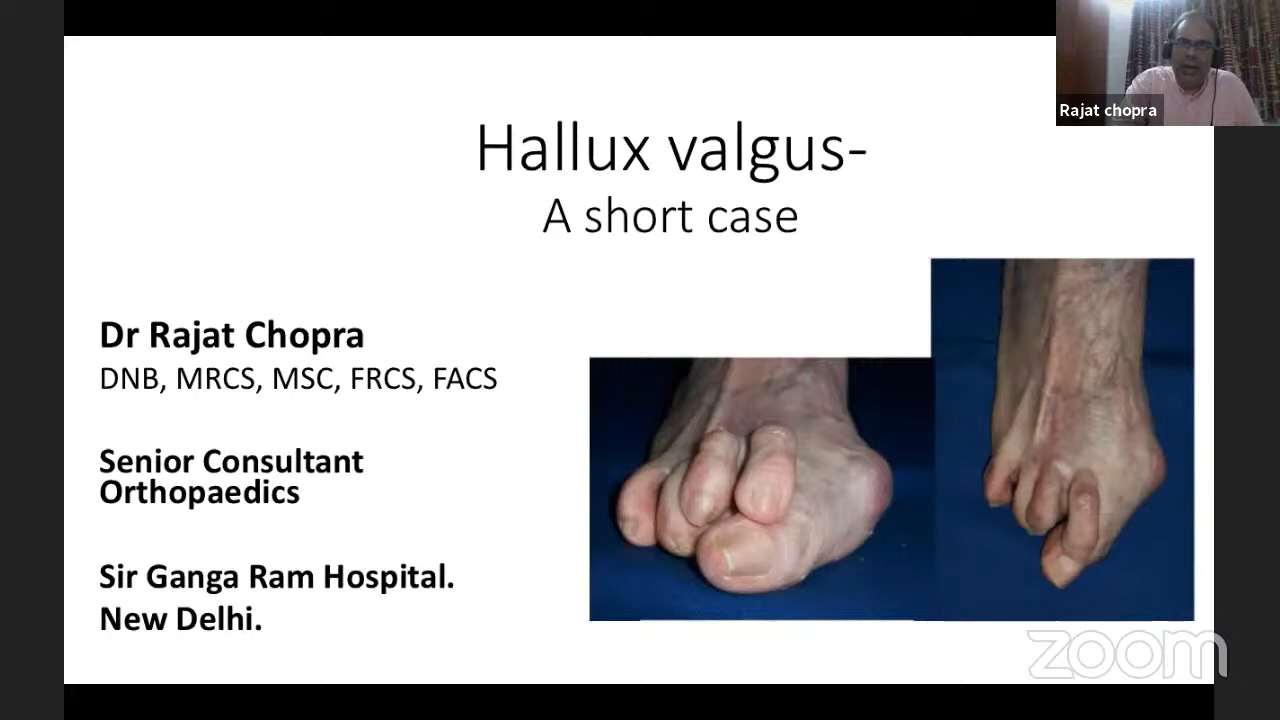 Rajat chopra
Hallux valgus-
A short case
Dr Rajat Chopra
DNB, MRCS, MSC, FRCS, FACS
Senior Consultant
Orthopaedics
Sir Ganga Ram Hospital.
New Delhi.
zoom